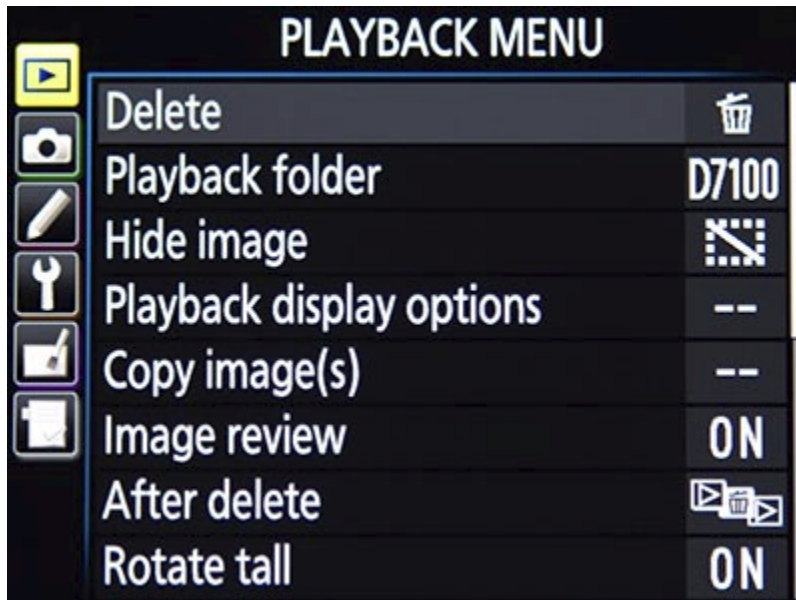 PLAYBACK MENU
Delete
Playback folder D7100
Hide image
Playback display options --
Copy image(s) --
Image review ON
After delete
Rotate tall ON